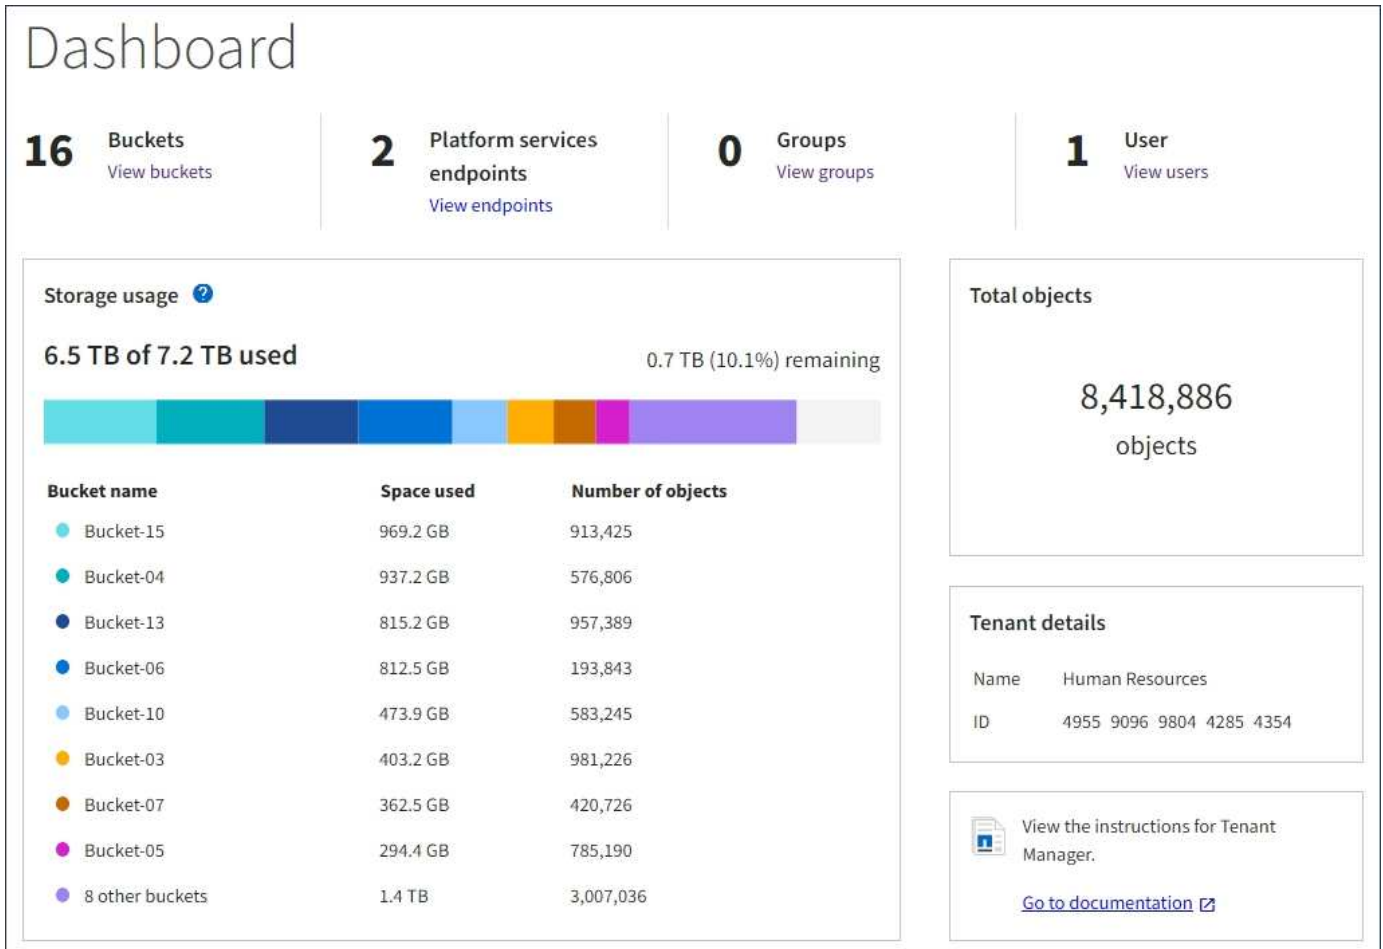 Dashboard
16 Buckets
View buckets
2 Platform services
endpoints
View endpoints
0 Groups
View groups
1 User
View users
Storage usage ?
6.5 TB of 7.2 TB used
0.7 TB (10.1%) remaining
Bucket name Space used Number of objects
Bucket-15 969.2 GB 913,425
Bucket-04 937.2 GB 576,806
Bucket-13 815.2 GB 957,389
Bucket-06 812.5 GB 193,843
Bucket-10 473.9 GB 583,245
Bucket-03 403.2 GB 981,226
Bucket-07 362.5 GB 420,726
Bucket-05 294.4 GB 785,190
8 other buckets 1.4 TB 3,007,036
Total objects
8,418,886
objects
Tenant details
Name Human Resources
ID 4955 9096 9804 4285 4354
View the instructions for Tenant
Manager.
Go to documentation